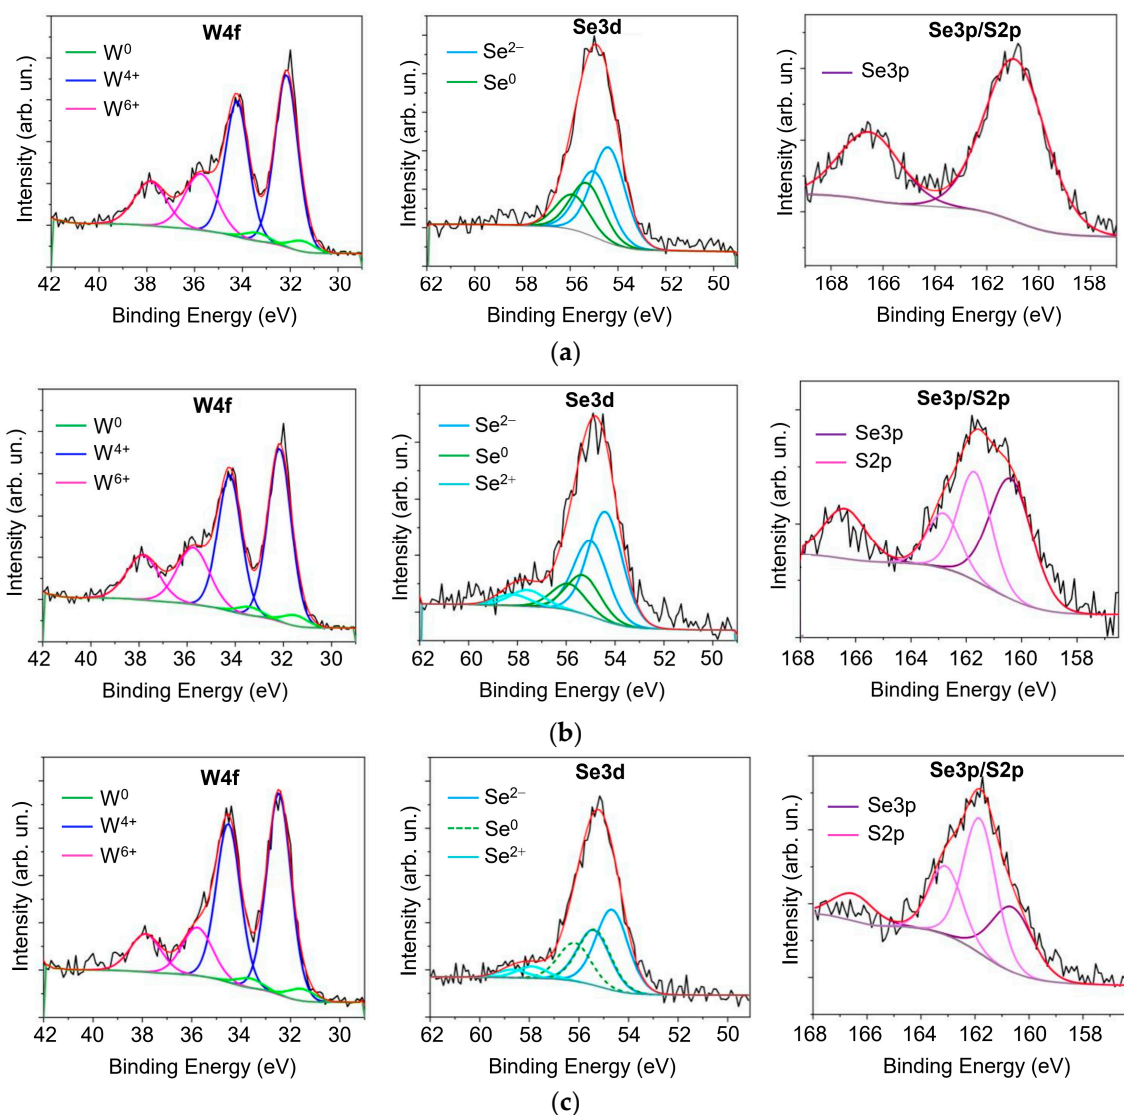 W4f
W⁰
W⁴⁺
W⁶⁺
Intensity (arb. un.)
42 40 38 36 34 32 30
Binding Energy (eV)
Se3d
Se²⁻
Se⁰
Intensity (arb. un.)
62 60 58 56 54 52 50
Binding Energy (eV)
Se3p/S2p
Se3p
Intensity (arb. un.)
168 166 164 162 160 158
Binding Energy (eV)
(a)
W4f
W⁰
W⁴⁺
W⁶⁺
Intensity (arb. un.)
42 40 38 36 34 32 30
Binding Energy (eV)
Se3d
Se²⁻
Se⁰
Se²⁺
Intensity (arb. un.)
62 60 58 56 54 52 50
Binding Energy (eV)
Se3p/S2p
Se3p
S2p
Intensity (arb. un.)
168 166 164 162 160 158
Binding Energy (eV)
(b)
W4f
W⁰
W⁴⁺
W⁶⁺
Intensity (arb. un.)
42 40 38 36 34 32 30
Binding Energy (eV)
Se3d
Se²⁻
Se⁰
Se²⁺
Intensity (arb. un.)
62 60 58 56 54 52 50
Binding Energy (eV)
Se3p/S2p
Se3p
S2p
Intensity (arb. un.)
168 166 164 162 160 158
Binding Energy (eV)
(c)